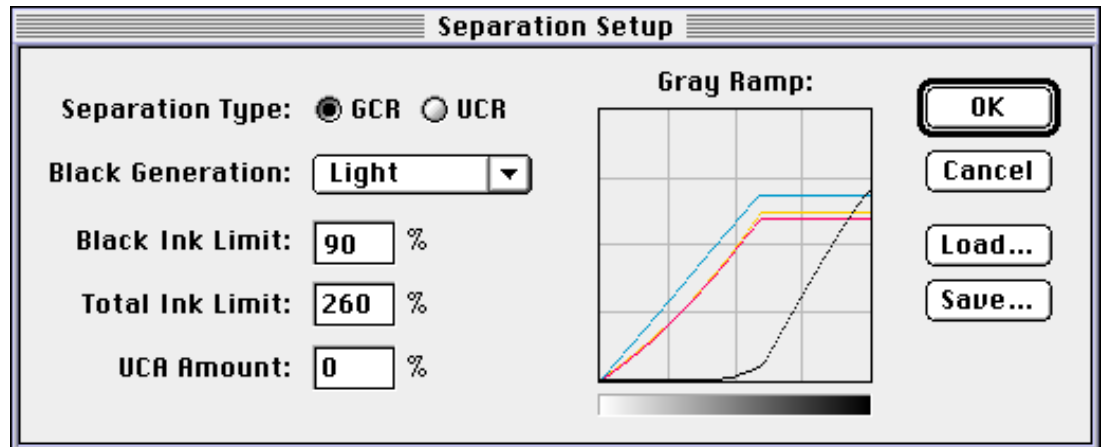 Separation Setup
Separation Type: GCR UCR
Black Generation: Light
Black Ink Limit: 90 %
Total Ink Limit: 260 %
UCA Amount: 0 %
Gray Ramp:
OK
Cancel
Load...
Save...